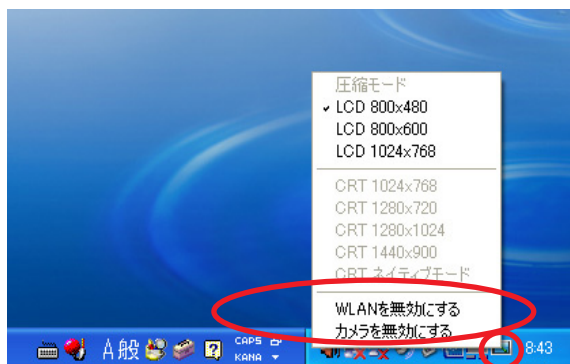 圧縮モード
LCD 800x480
LCD 800x600
LCD 1024x768
CRT 1024x768
CRT 1280x720
CRT 1280x1024
CRT 1440x900
CRT ネイティブモード
WLANを無効にする
カメラを無効にする
A 般
CAPS
KANA
8:43